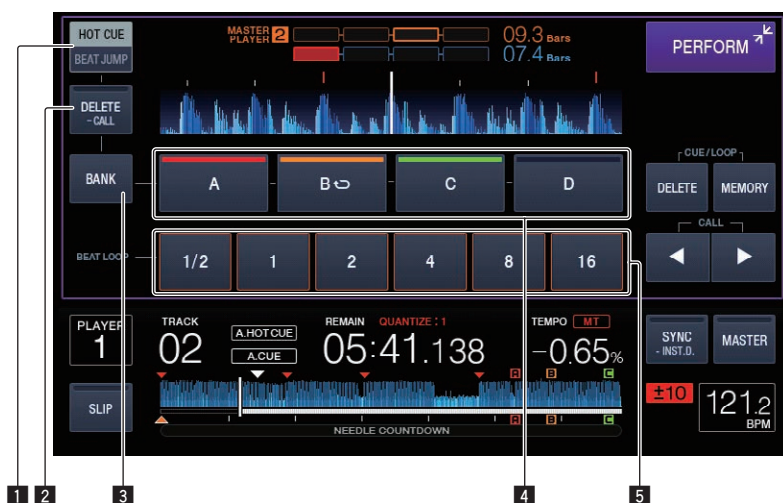 HOT CUE
BEAT JUMP
MASTER PLAYER 2
09.3 Bars
07.4 Bars
PERFORM
DELETE
- CALL
BANK
A
B
C
D
CUE/LOOP
DELETE
MEMORY
CALL
BEAT LOOP
1/2
1
2
4
8
16
PLAYER
1
TRACK
02
A.HOT CUE
A.CUE
REMAIN
QUANTIZE : 1
05:41.138
TEMPO
MT
-0.65%
SYNC
- INST.D.
MASTER
A
B
C
SLIP
±10
121.2
BPM
A
B
C
NEEDLE COUNTDOWN
1
2
3
4
5